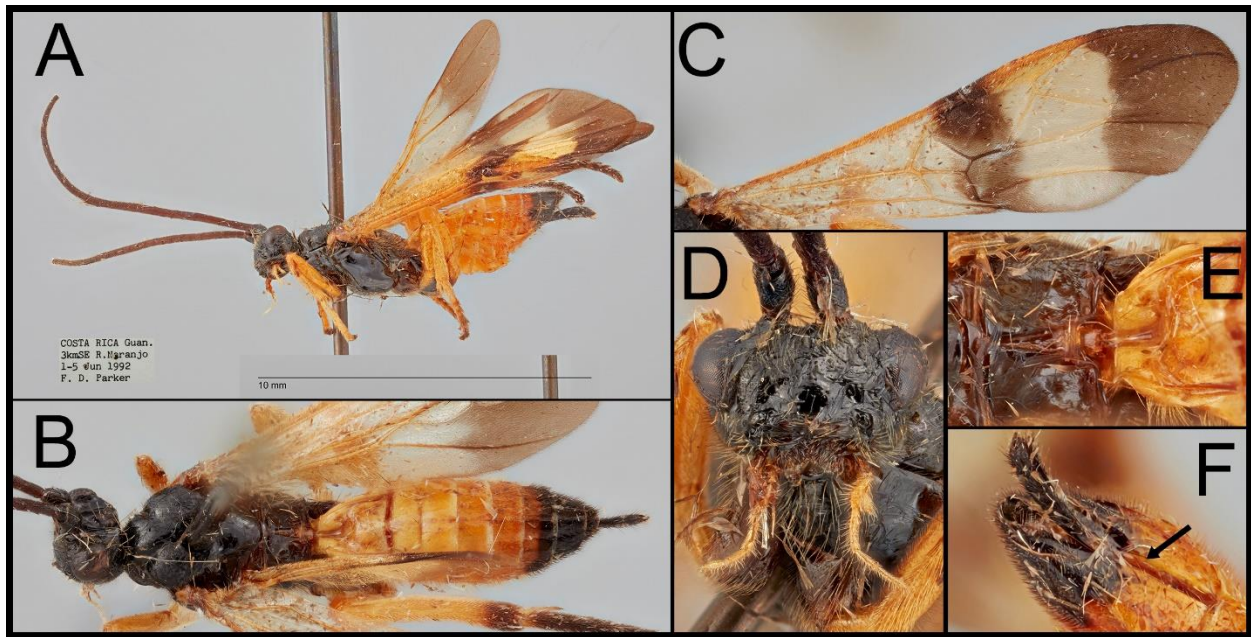 A
COSTA RICA Guan.
3kmSE R.Naranjo
1-5 Jun 1992
F. D. Parker
10 mm
B
C
D
E
F